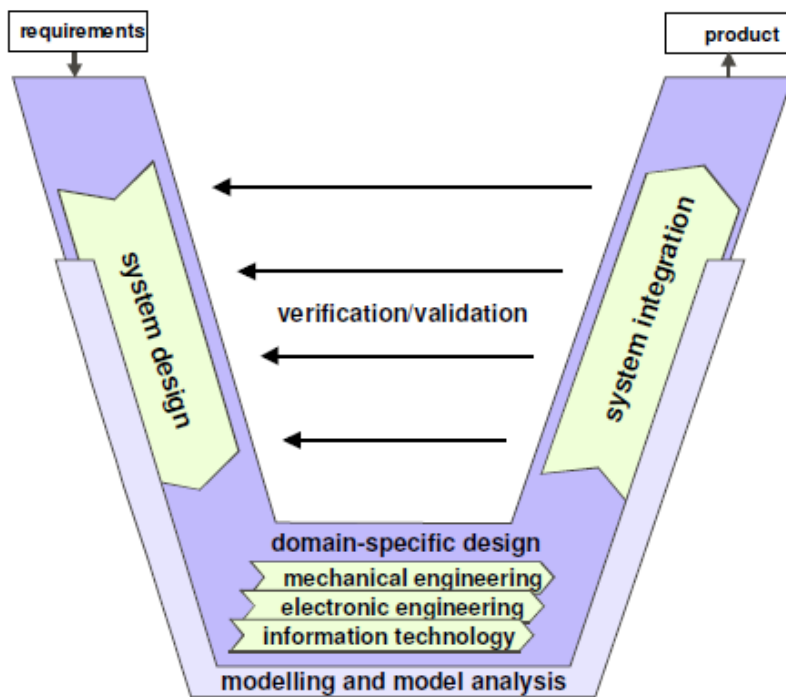 requirements
product
system design
system integration
verification/validation
domain-specific design
mechanical engineering
electronic engineering
information technology
modelling and model analysis